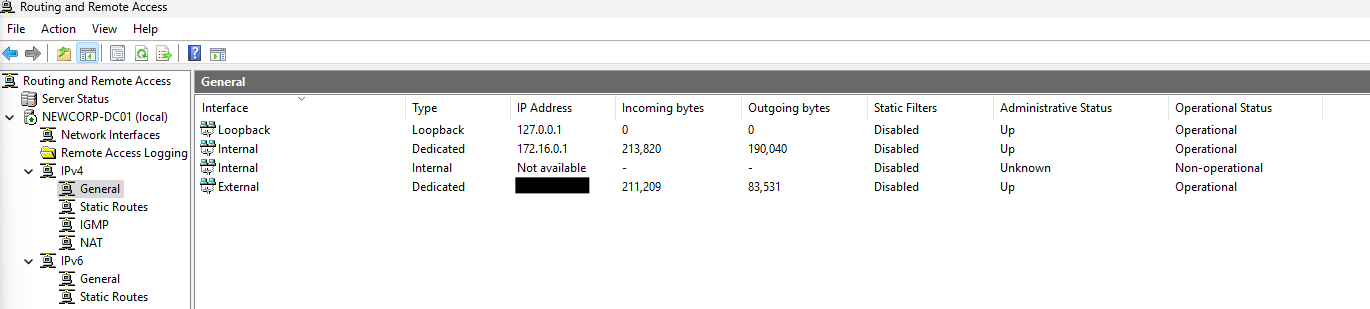 Routing and Remote Access
File Action View Help
Routing and Remote Access
Server Status
NEWCORP-DC01 (local)
Network Interfaces
Remote Access Logging
IPv4
General
Static Routes
IGMP
NAT
IPv6
General
Static Routes
General
Interface Type IP Address Incoming bytes Outgoing bytes Static Filters Administrative Status Operational Status
Loopback Loopback 127.0.0.1 0 0 Disabled Up Operational
Internal Dedicated 172.16.0.1 213,820 190,040 Disabled Up Operational
Internal Internal Not available - - Disabled Unknown Non-operational
External Dedicated 211,209 83,531 Disabled Up Operational